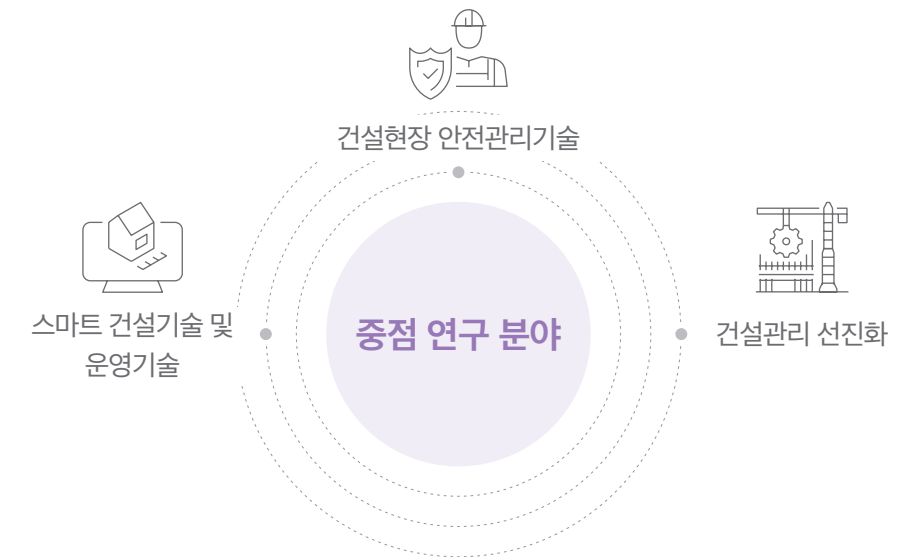 건설현장 안전관리기술
스마트 건설기술 및
운영기술
중점 연구 분야
건설관리 선진화